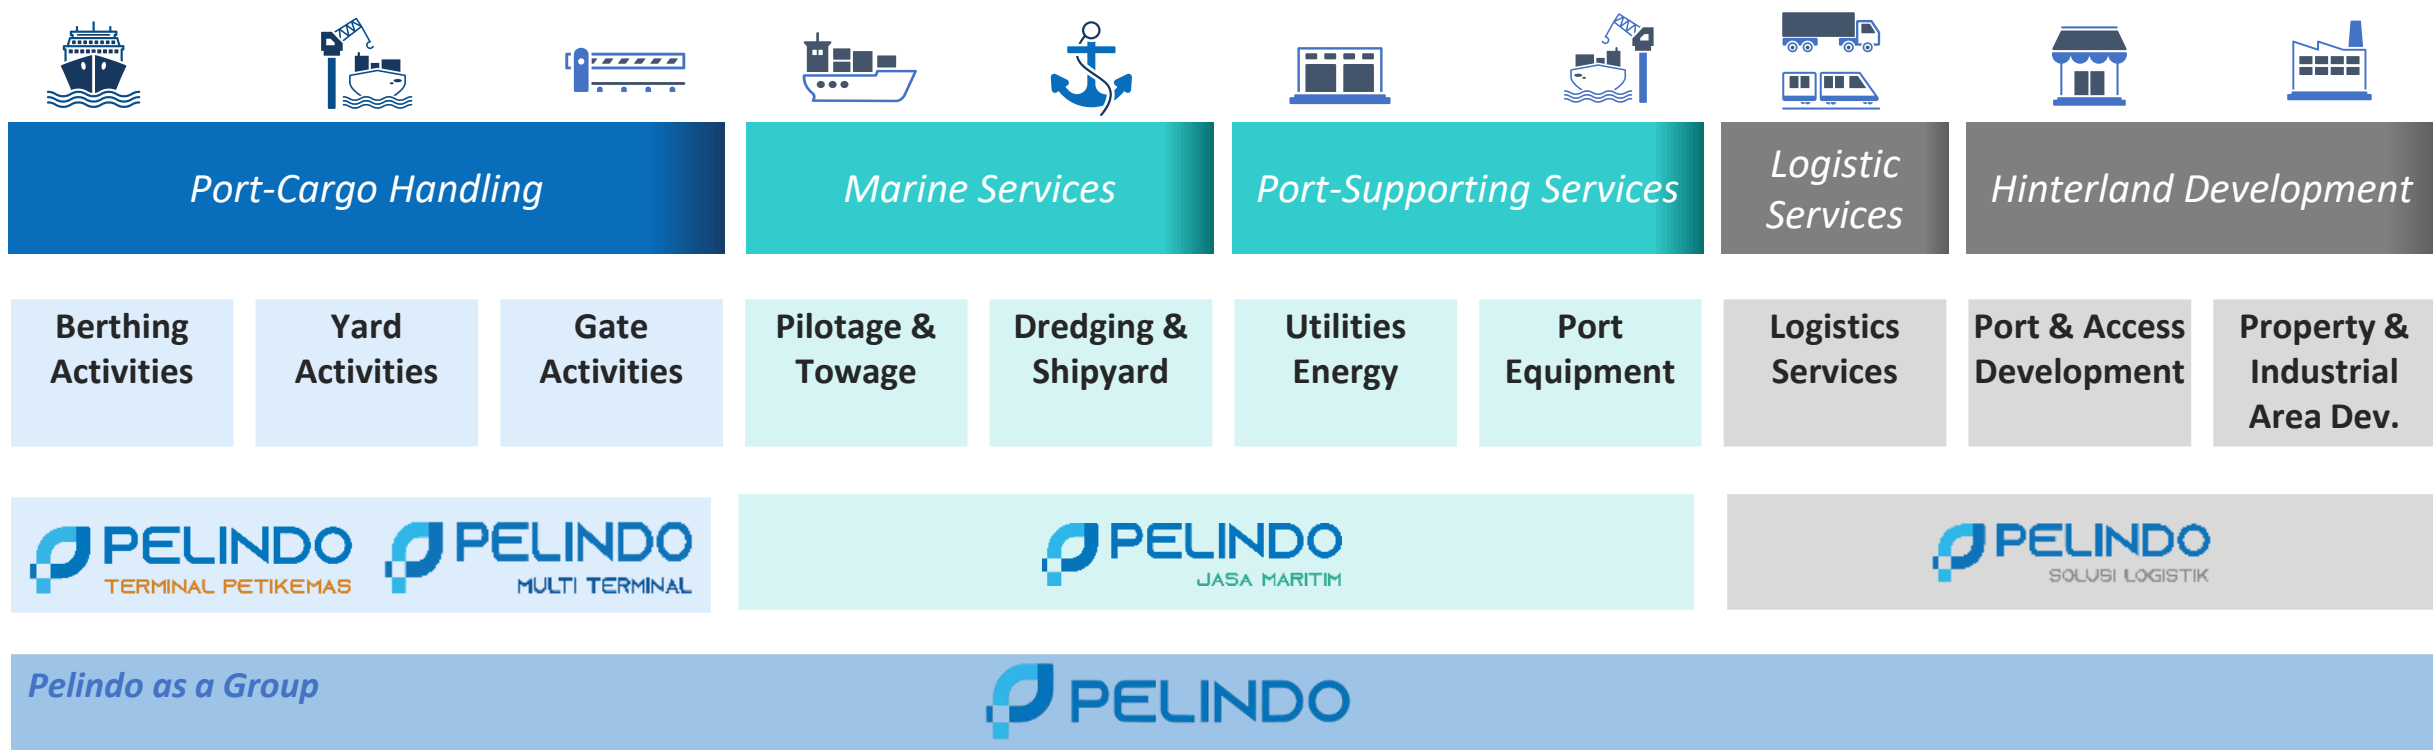 Port-Cargo Handling
Marine Services
Port-Supporting Services
Logistic
Services
Hinterland Development
Berthing
Activities
Yard
Activities
Gate
Activities
Pilotage &
Towage
Dredging &
Shipyard
Utilities
Energy
Port
Equipment
Logistics
Services
Port & Access
Development
Property &
Industrial
Area Dev.
PELINDO
TERMINAL PETIKEMAS
PELINDO
MULTI TERMINAL
PELINDO
JASA MARITIM
PELINDO
SOLUSI LOGISTIK
Pelindo as a Group
PELINDO